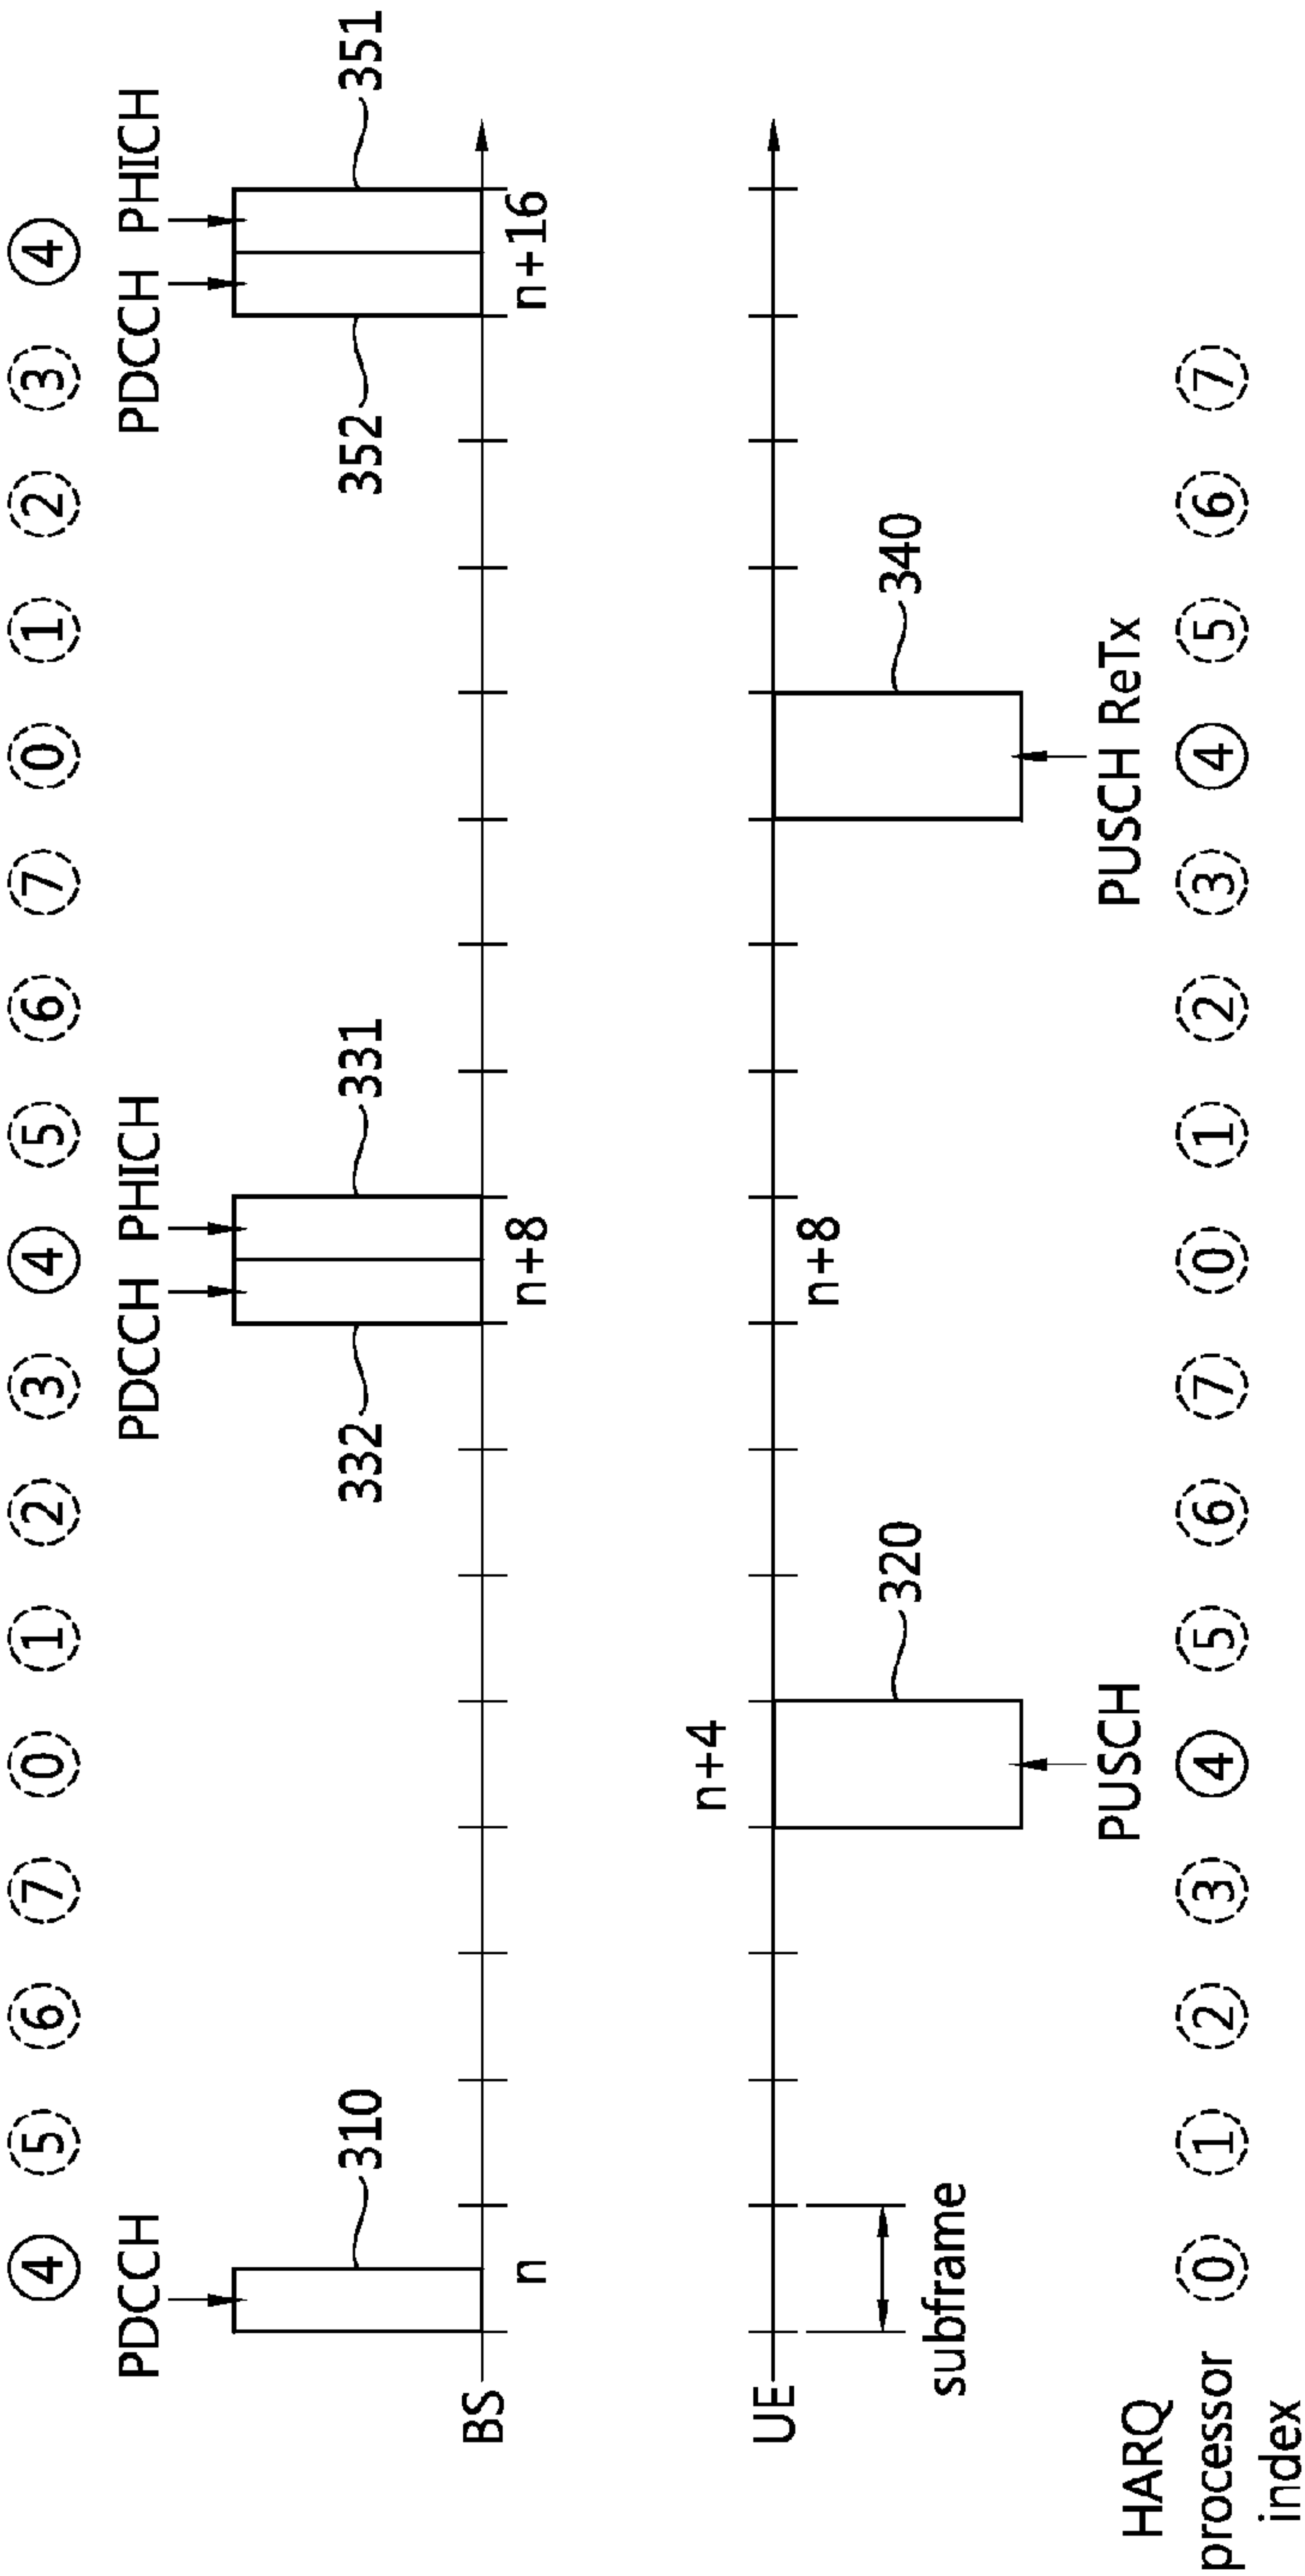 ④ ⑤ ⑥ ⑦ ⓪ ① ② ③ ④ ⑤ ⑥ ⑦ ⓪ ① ② ③ ④
PDCCH PDCCH PHICH PDCCH PHICH
310 332 331 352 351
BS
n n+8 n+16
n+4
UE
n+8
subframe 320 340
PUSCH PUSCH ReTx
HARQ
processor
index
⓪ ① ② ③ ④ ⑤ ⑥ ⑦ ⓪ ① ② ③ ④ ⑤ ⑥ ⑦